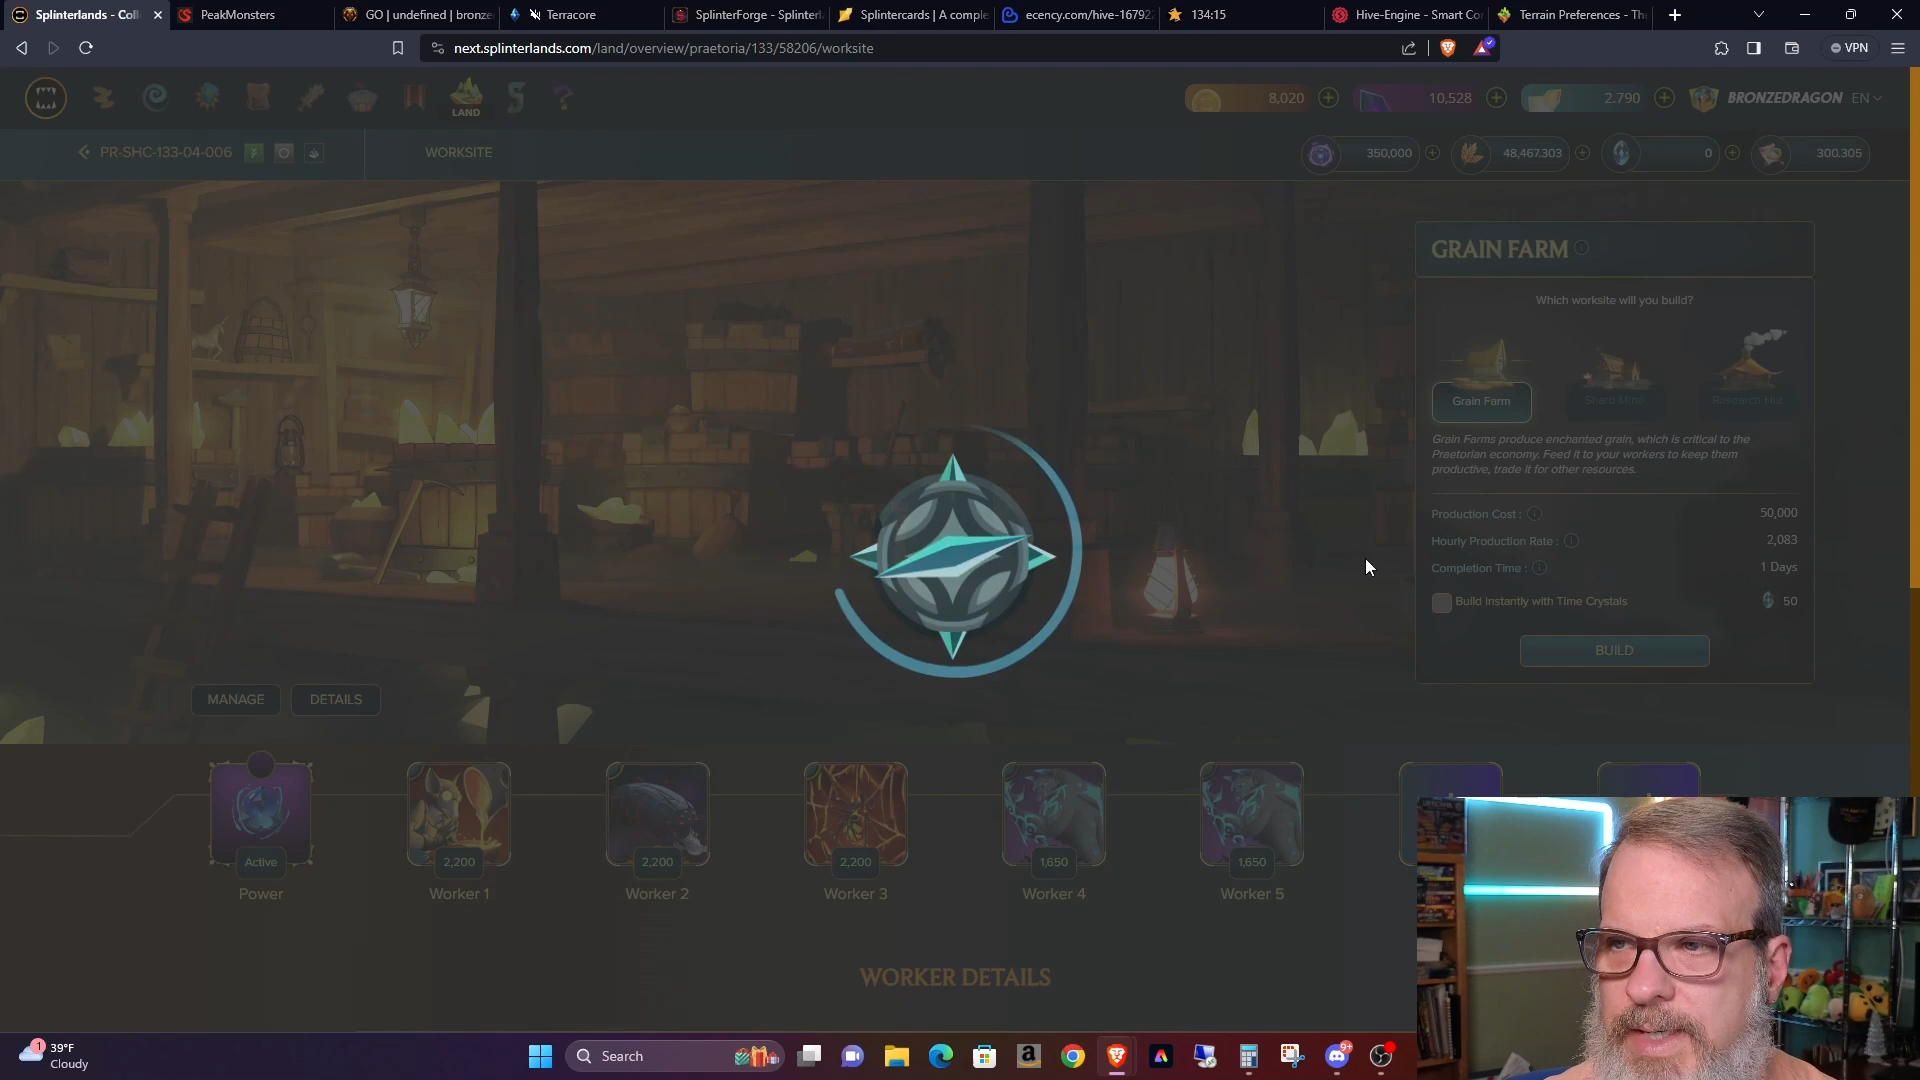 Splinterlands - Coll
PeakMonsters
GO | undefined | bronze
Terracore
SplinterForge - Splinterl
Splintercards | A comple
ecency.com/hive-16792
134:15
Hive-Engine - Smart Co
Terrain Preferences - Th
next.splinterlands.com/land/overview/praetoria/133/58206/worksite
VPN
LAND
8,020
10,528
2.790
BRONZEDRAGON
EN
PR-SHC-133-04-006
WORKSITE
350,000
48,467.303
0
300.305
GRAIN FARM
Which worksite will you build?
Grain Farm
Shard Mine
Research Hut
Grain Farms produce enchanted grain, which is critical to the
Praetorian economy. Feed it to your workers to keep them
productive, trade it for other resources.
Production Cost :
50,000
Hourly Production Rate :
2,083
Completion Time :
1 Days
Build Instantly with Time Crystals
50
BUILD
MANAGE
DETAILS
Active
2,200
2,200
2,200
1,650
1,650
Power
Worker 1
Worker 2
Worker 3
Worker 4
Worker 5
WORKER DETAILS
1
39°F
Cloudy
Search
9+